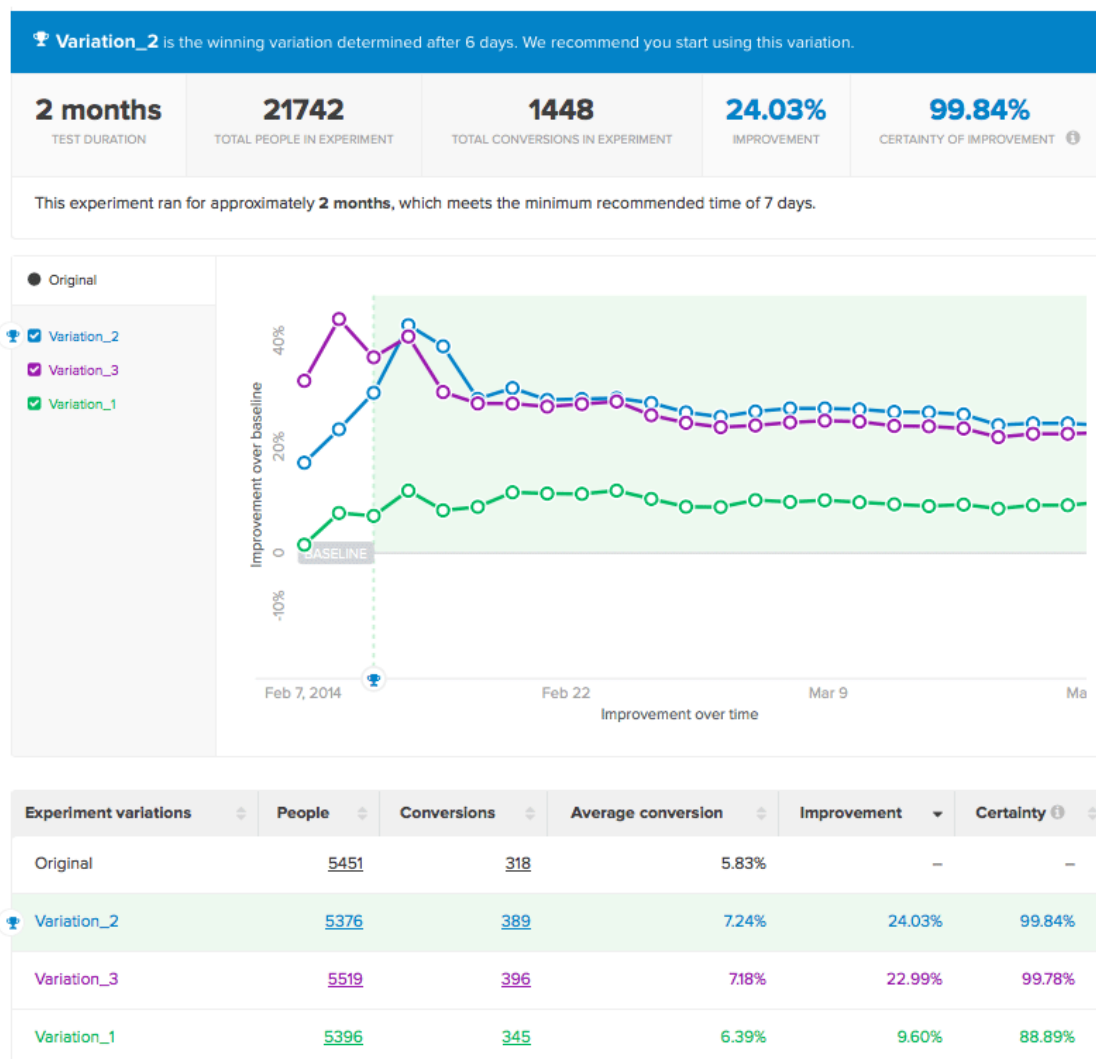 Variation_2 is the winning variation determined after 6 days. We recommend you start using this variation.
2 months 21742 1448 24.03% 99.84%
TEST DURATION TOTAL PEOPLE IN EXPERIMENT TOTAL CONVERSIONS IN EXPERIMENT IMPROVEMENT CERTAINTY OF IMPROVEMENT
This experiment ran for approximately 2 months, which meets the minimum recommended time of 7 days.
Original
Variation_2
Variation_3
Variation_1
Improvement over baseline
40%
20%
0
-10%
BASELINE
Feb 7, 2014 Feb 22 Mar 9 Ma
Improvement over time
Experiment variations People Conversions Average conversion Improvement Certainty
Original 5451 318 5.83% – –
Variation_2 5376 389 7.24% 24.03% 99.84%
Variation_3 5519 396 7.18% 22.99% 99.78%
Variation_1 5396 345 6.39% 9.60% 88.89%